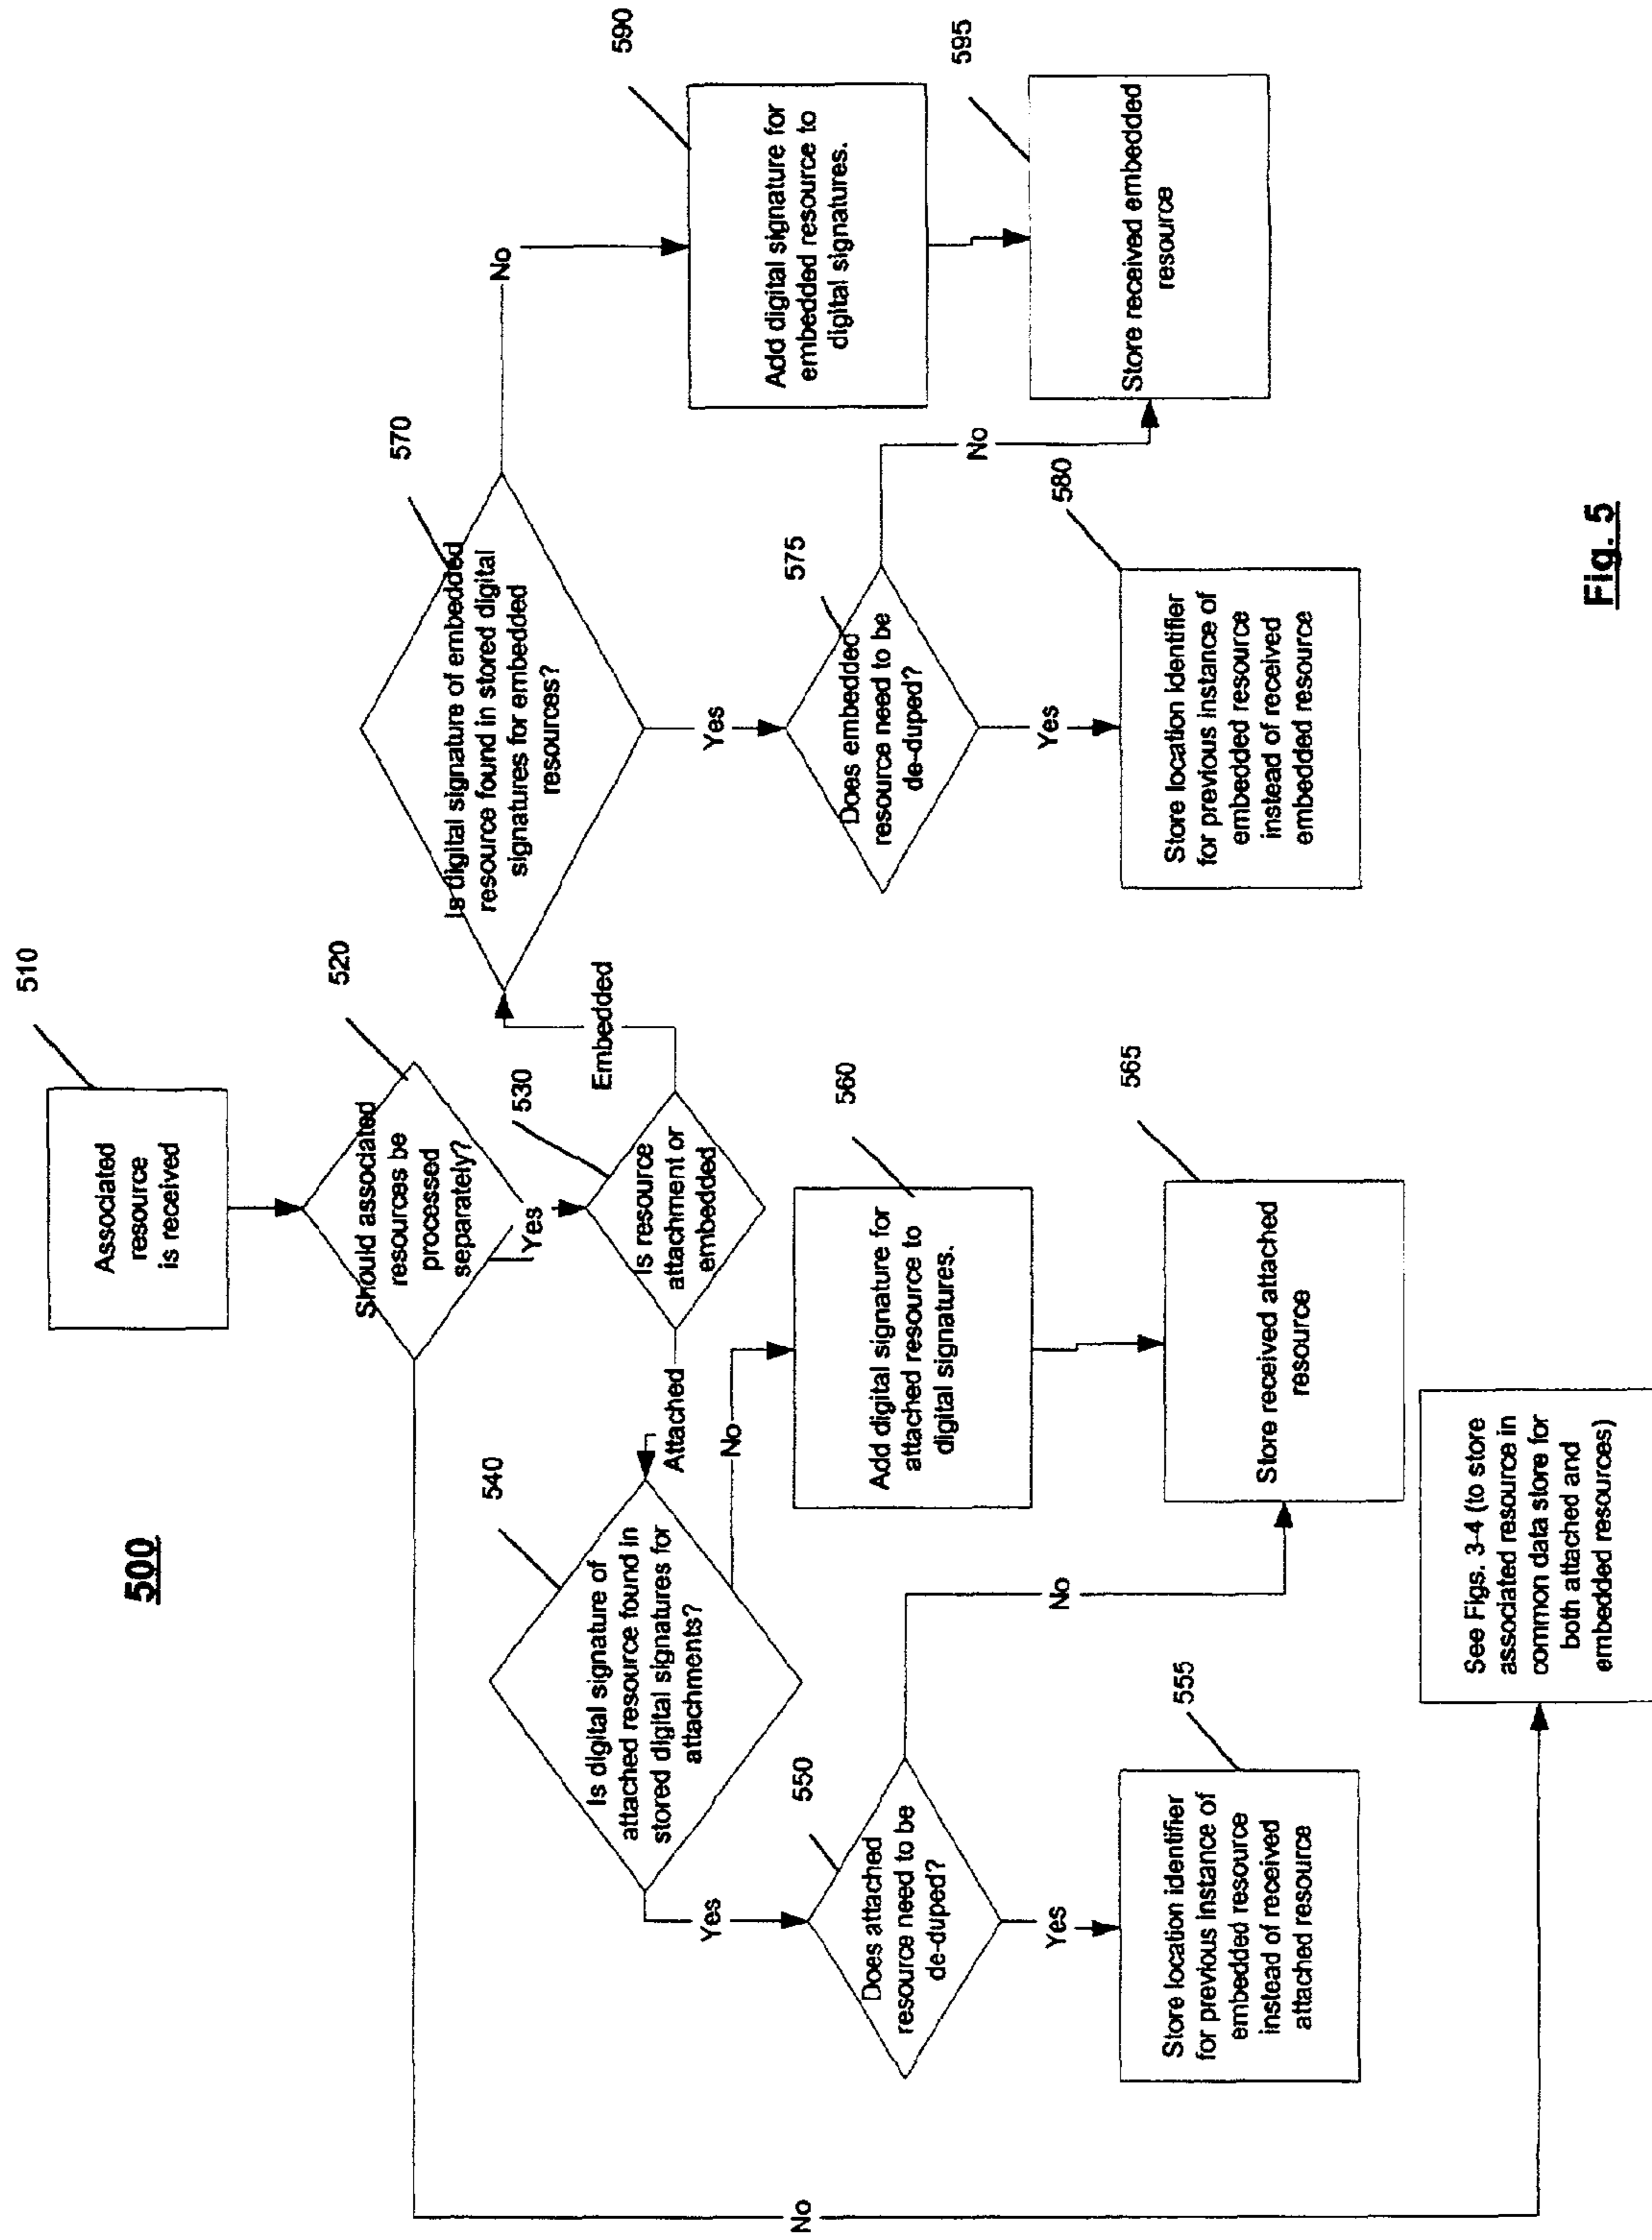 500
510
Associated
resource
is received
520
Should associated
resources be
processed
separately?
Yes
No
530
Is resource
attachment or
embedded
Attached
Embedded
540
Is digital signature of
attached resource found in
stored digital signatures for
attachments?
Yes
No
550
Does attached
resource need to be
de-duped?
Yes
No
555
Store location identifier
for previous instance of
embedded resource
instead of received
attached resource
560
Add digital signature for
attached resource to
digital signatures.
565
Store received attached
resource
See Figs. 3-4 (to store
associated resource in
common data store for
both attached and
embedded resources)
570
Is digital signature of embedded
resource found in stored digital
signatures for embedded
resources?
Yes
No
575
Does embedded
resource need to be
de-duped?
Yes
No
580
Store location identifier
for previous instance of
embedded resource
instead of received
embedded resource
590
Add digital signature for
embedded resource to
digital signatures.
595
Store received embedded
resource
Fig. 5